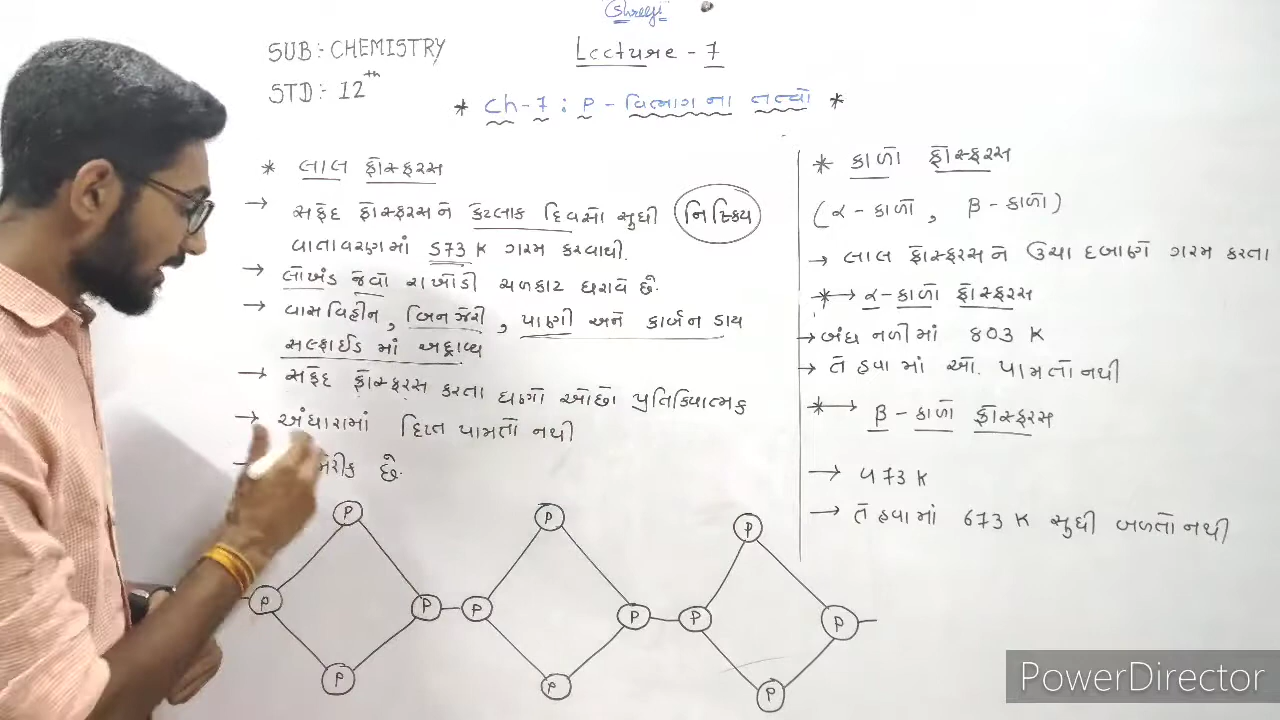 Shreeji
SUB:- CHEMISTRY
Lecture - 7
STD:- 12th
* Ch-7 : P - વિભાગના તત્વો *
* લાલ ફોસ્ફરસ
→ સફેદ ફોસ્ફરસને કેટલાક દિવસો સુધી નિષ્ક્રિય
વાતાવરણમાં 573 K ગરમ કરવાથી.
→ લોખંડ જેવો રાખોડી ચળકાટ ધરાવે છે.
→ વાસવિહીન, બિનઝેરી, પાણી અને કાર્બન ડાય
સલ્ફાઈડ માં અદ્રાવ્ય
→ સફેદ ફોસ્ફરસ કરતા ઘણો ઓછો પ્રતિક્રિયાત્મક
→ અંધારામાં દિપ્ત પામતો નથી
છે.
P P P
P P P P P P
P P P
* કાળો ફોસ્ફરસ
(α - કાળો, β - કાળો)
→ લાલ ફોસ્ફરસને ઉંચા દબાણે ગરમ કરતા
*→ α - કાળો ફોસ્ફરસ
→ બંધ નળીમાં 803 K
→ તે હવામાં ઓ. પામતો નથી
*→ β - કાળો ફોસ્ફરસ
→ 473 K
→ તે હવામાં 673 K સુધી બળતો નથી
PowerDirector